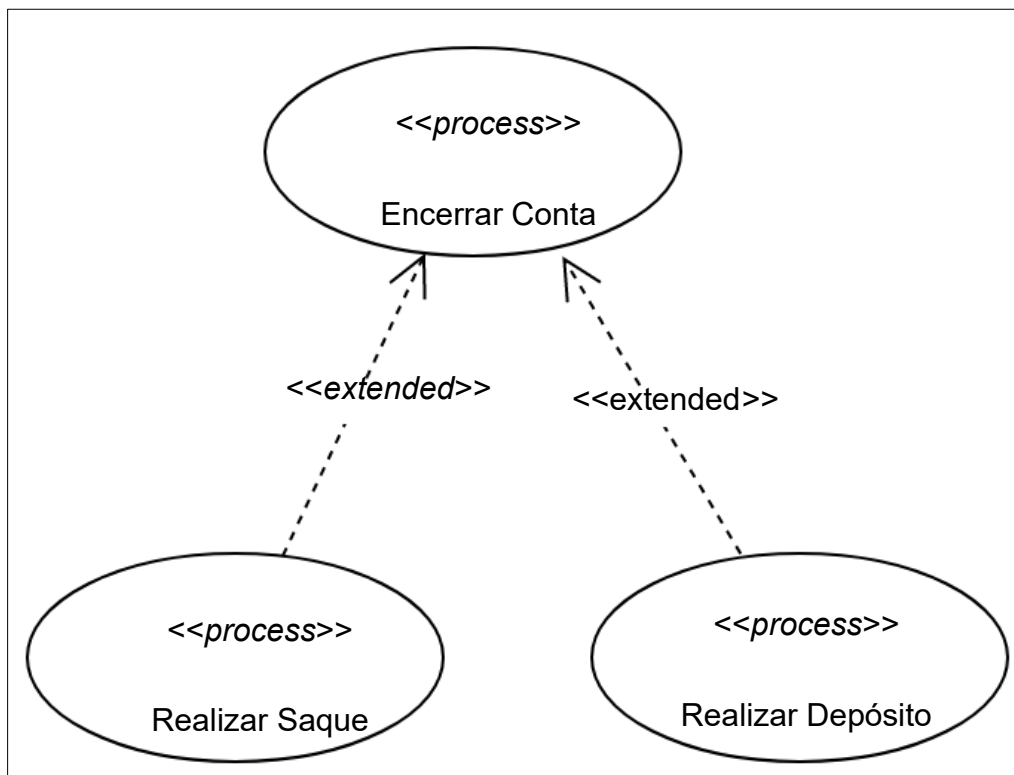 <<process>>
Encerrar Conta
<<extended>>
<<extended>>
<<process>>
Realizar Saque
<<process>>
Realizar Depósito